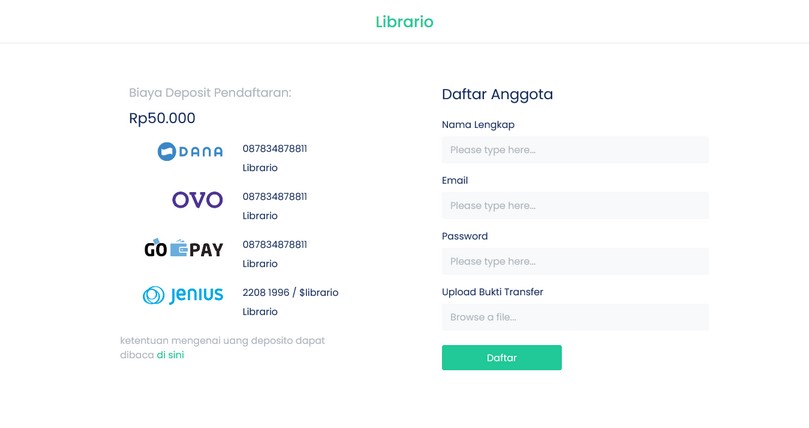 Librario
Biaya Deposit Pendaftaran:
Rp50.000
DANA
087834878811
Librario
OVO
087834878811
Librario
GO PAY
087834878811
Librario
Jenius
2208 1996 / $librario
Librario
ketentuan mengenai uang deposito dapat
dibaca di sini
Daftar Anggota
Nama Lengkap
Please type here...
Email
Please type here...
Password
Please type here...
Upload Bukti Transfer
Browse a file...
Daftar